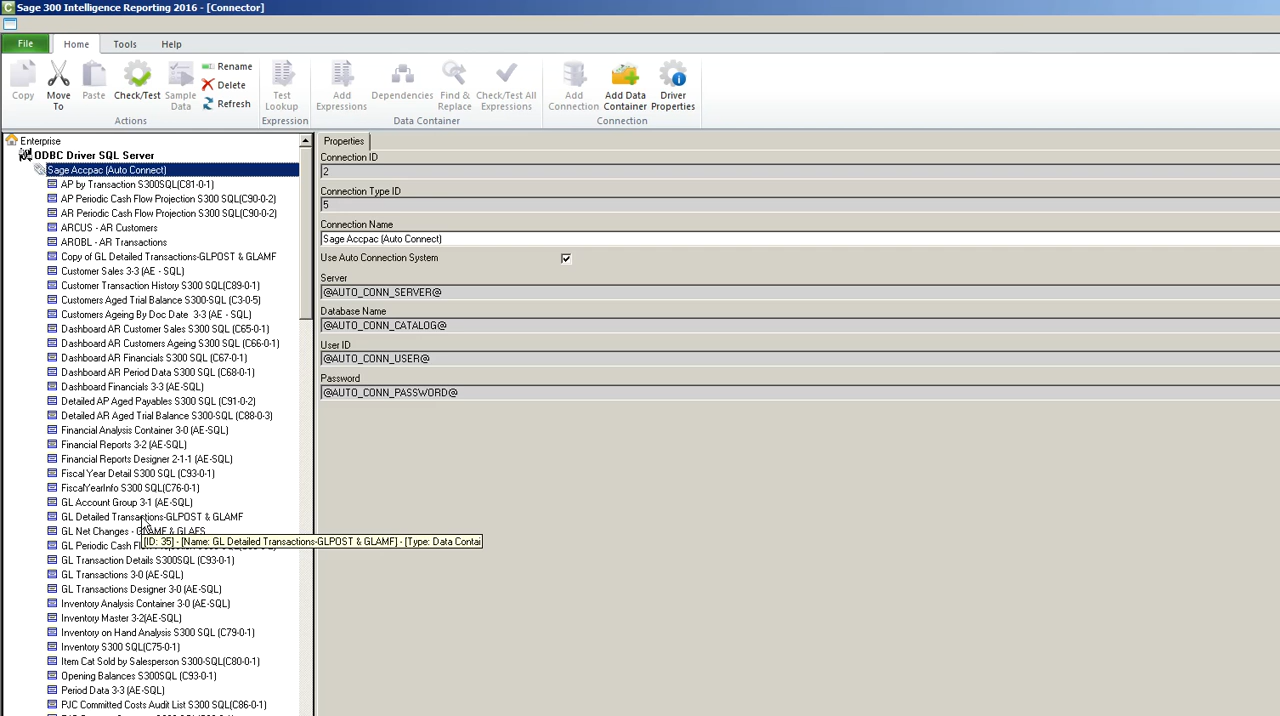 Sage 300 Intelligence Reporting 2016 - [Connector]
File Home Tools Help
Copy
Move To
Paste
Check/Test
Sample Data
Rename
Delete
Refresh
Actions
Test Lookup
Expression
Add Expressions
Dependencies
Find & Replace
Check/Test All Expressions
Data Container
Add Connection
Add Data Container
Driver Properties
Connection
Enterprise
ODBC Driver SQL Server
Sage Accpac (Auto Connect)
AP by Transaction S300SQL(C81-0-1)
AP Periodic Cash Flow Projection S300 SQL(C90-0-2)
AR Periodic Cash Flow Projection S300 SQL(C91-0-2)
ARCUS - AR Customers
AROBL - AR Transactions
Copy of GL Detailed Transactions-GLPOST & GLAMF
Customer Sales 3-3 (AE - SQL)
Customer Transaction History S300 SQL(C89-0-1)
Customers Aged Trial Balance S300-SQL (C3-0-5)
Customers Ageing By Doc Date 3-3 (AE - SQL)
Dashboard AR Customer Sales S300 SQL (C65-0-1)
Dashboard AR Customers Ageing S300 SQL (C66-0-1)
Dashboard AR Financials S300 SQL (C67-0-1)
Dashboard AR Period Data S300 SQL (C68-0-1)
Dashboard Financials 3-3 (AE-SQL)
Detailed AP Aged Payables S300 SQL (C91-0-2)
Detailed AR Aged Trial Balance S300-SQL (C88-0-3)
Financial Analysis Container 3-0 (AE-SQL)
Financial Reports 3-2 (AE-SQL)
Financial Reports Designer 2-1-1 (AE-SQL)
Fiscal Year Detail S300 SQL (C93-0-1)
FiscalYearInfo S300 SQL(C76-0-1)
GL Account Group 3-1 (AE-SQL)
GL Detailed Transactions-GLPOST & GLAMF
GL Net Changes - GLAMF & GLAFS
[ID: 35] - [Name: GL Detailed Transactions-GLPOST & GLAMF] - [Type: Data Contai
GL Periodic Cash
GL Transaction Details S300SQL (C93-0-1)
GL Transactions 3-0 (AE-SQL)
GL Transactions Designer 3-0 (AE-SQL)
Inventory Analysis Container 3-0 (AE-SQL)
Inventory Master 3-2(AE-SQL)
Inventory on Hand Analysis S300 SQL (C79-0-1)
Inventory S300 SQL(C75-0-1)
Item Cat Sold by Salesperson S300-SQL(C80-0-1)
Opening Balances S300SQL (C93-0-1)
Period Data 3-3 (AE-SQL)
PJC Committed Costs Audit List S300 SQL(C86-0-1)
Properties
Connection ID
2
Connection Type ID
5
Connection Name
Sage Accpac (Auto Connect)
Use Auto Connection System
Server
@AUTO_CONN_SERVER@
Database Name
@AUTO_CONN_CATALOG@
User ID
@AUTO_CONN_USER@
Password
@AUTO_CONN_PASSWORD@